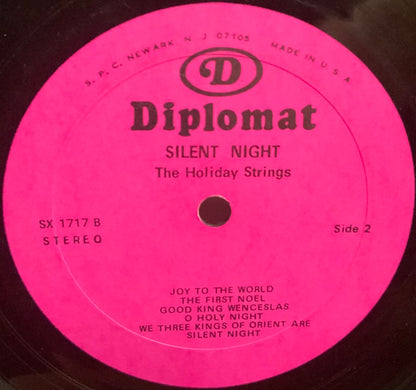 S. P. C. NEWARK, N. J 07105 MADE IN U.S.A.
D
Diplomat
SILENT NIGHT
The Holiday Strings
SX 1717 B
STEREO
Side 2
JOY TO THE WORLD
THE FIRST NOEL
GOOD KING WENCESLAS
O HOLY NIGHT
WE THREE KINGS OF ORIENT ARE
SILENT NIGHT